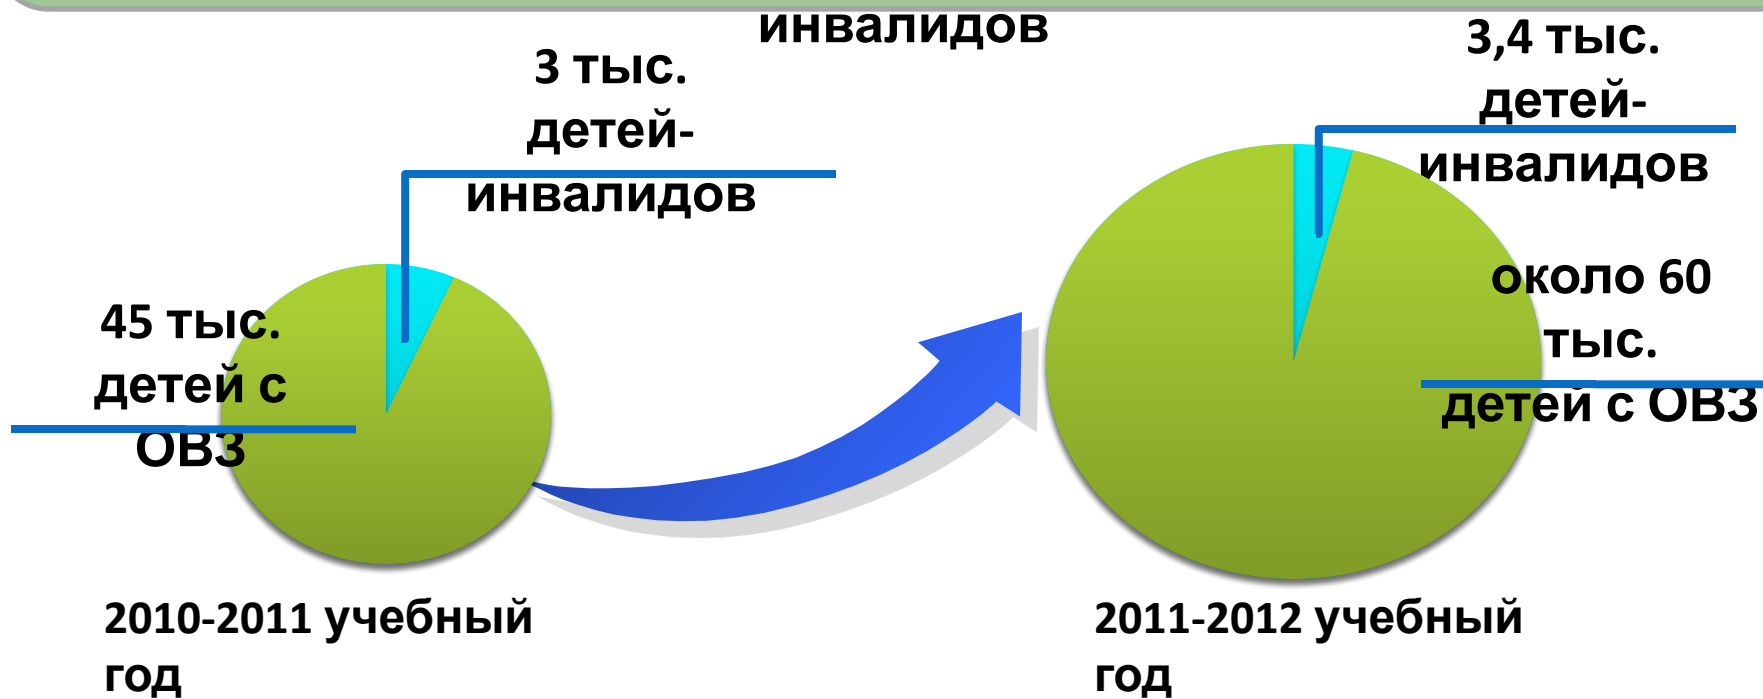 инвалидов
3 тыс.
детей-
инвалидов
45 тыс.
детей с
ОВЗ
2010-2011 учебный
год
3,4 тыс.
детей-
инвалидов
около 60
тыс.
детей с ОВЗ
2011-2012 учебный
год